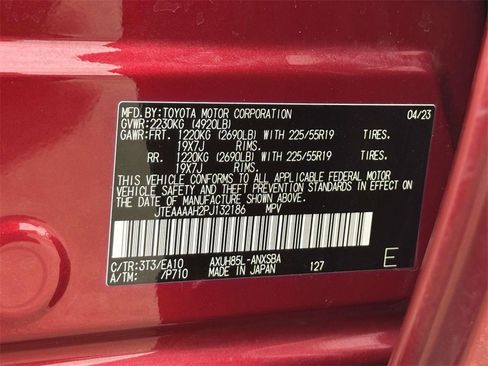 MFD. BY: TOYOTA MOTOR CORPORATION 04/23
GVWR: 2230KG (4920LB)
GAWR: FRT. 1220KG (2690LB) WITH 225/55R19 TIRES.
19X7J RIMS.
RR. 1220KG (2690LB) WITH 225/55R19 TIRES.
19X7J RIMS.
THIS VEHICLE CONFORMS TO ALL APPLICABLE FEDERAL MOTOR
VEHICLE SAFETY AND THEFT PREVENTION STANDARDS IN EFFECT
ON THE DATE OF MANUFACTURE SHOWN ABOVE.
JTEAAAAH2PJ132186 MPV
C/TR: 3T3/EA10 AXUH85L-ANXSBA
A/TM: /P710 MADE IN JAPAN 127 E